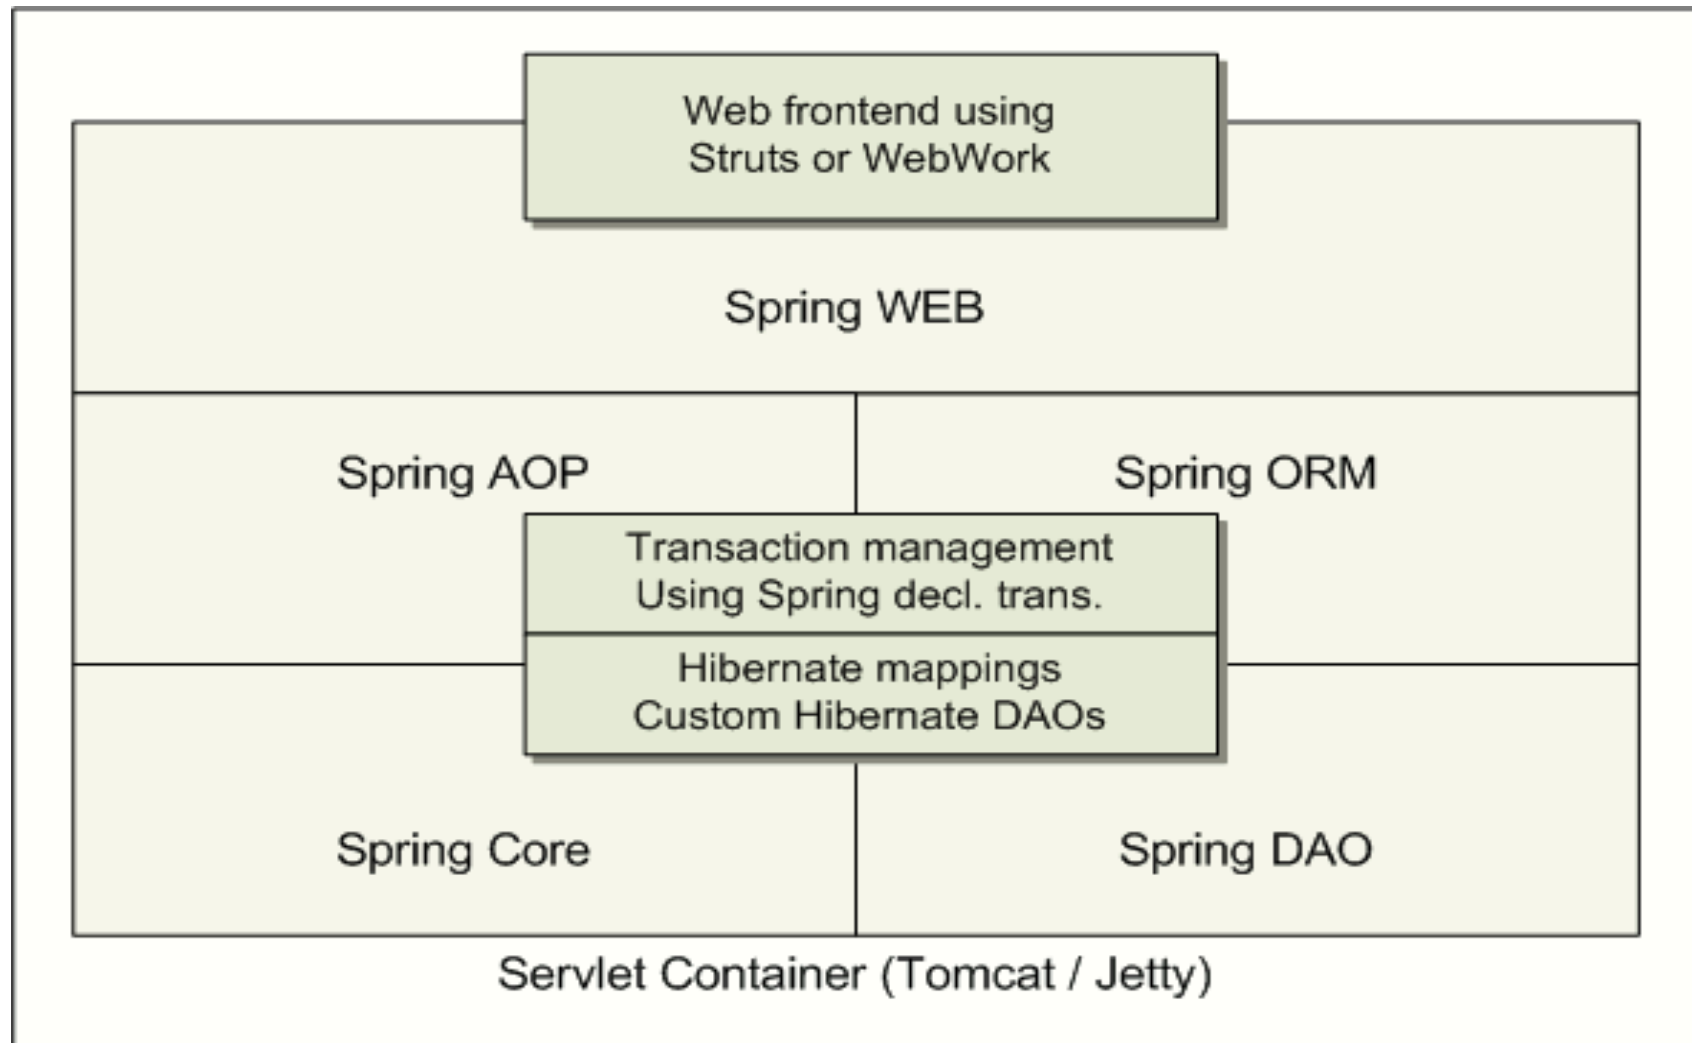 Web frontend using
Struts or WebWork
Spring WEB
Spring AOP
Spring ORM
Transaction management
Using Spring decl. trans.
Hibernate mappings
Custom Hibernate DAOs
Spring Core
Spring DAO
Servlet Container (Tomcat / Jetty)